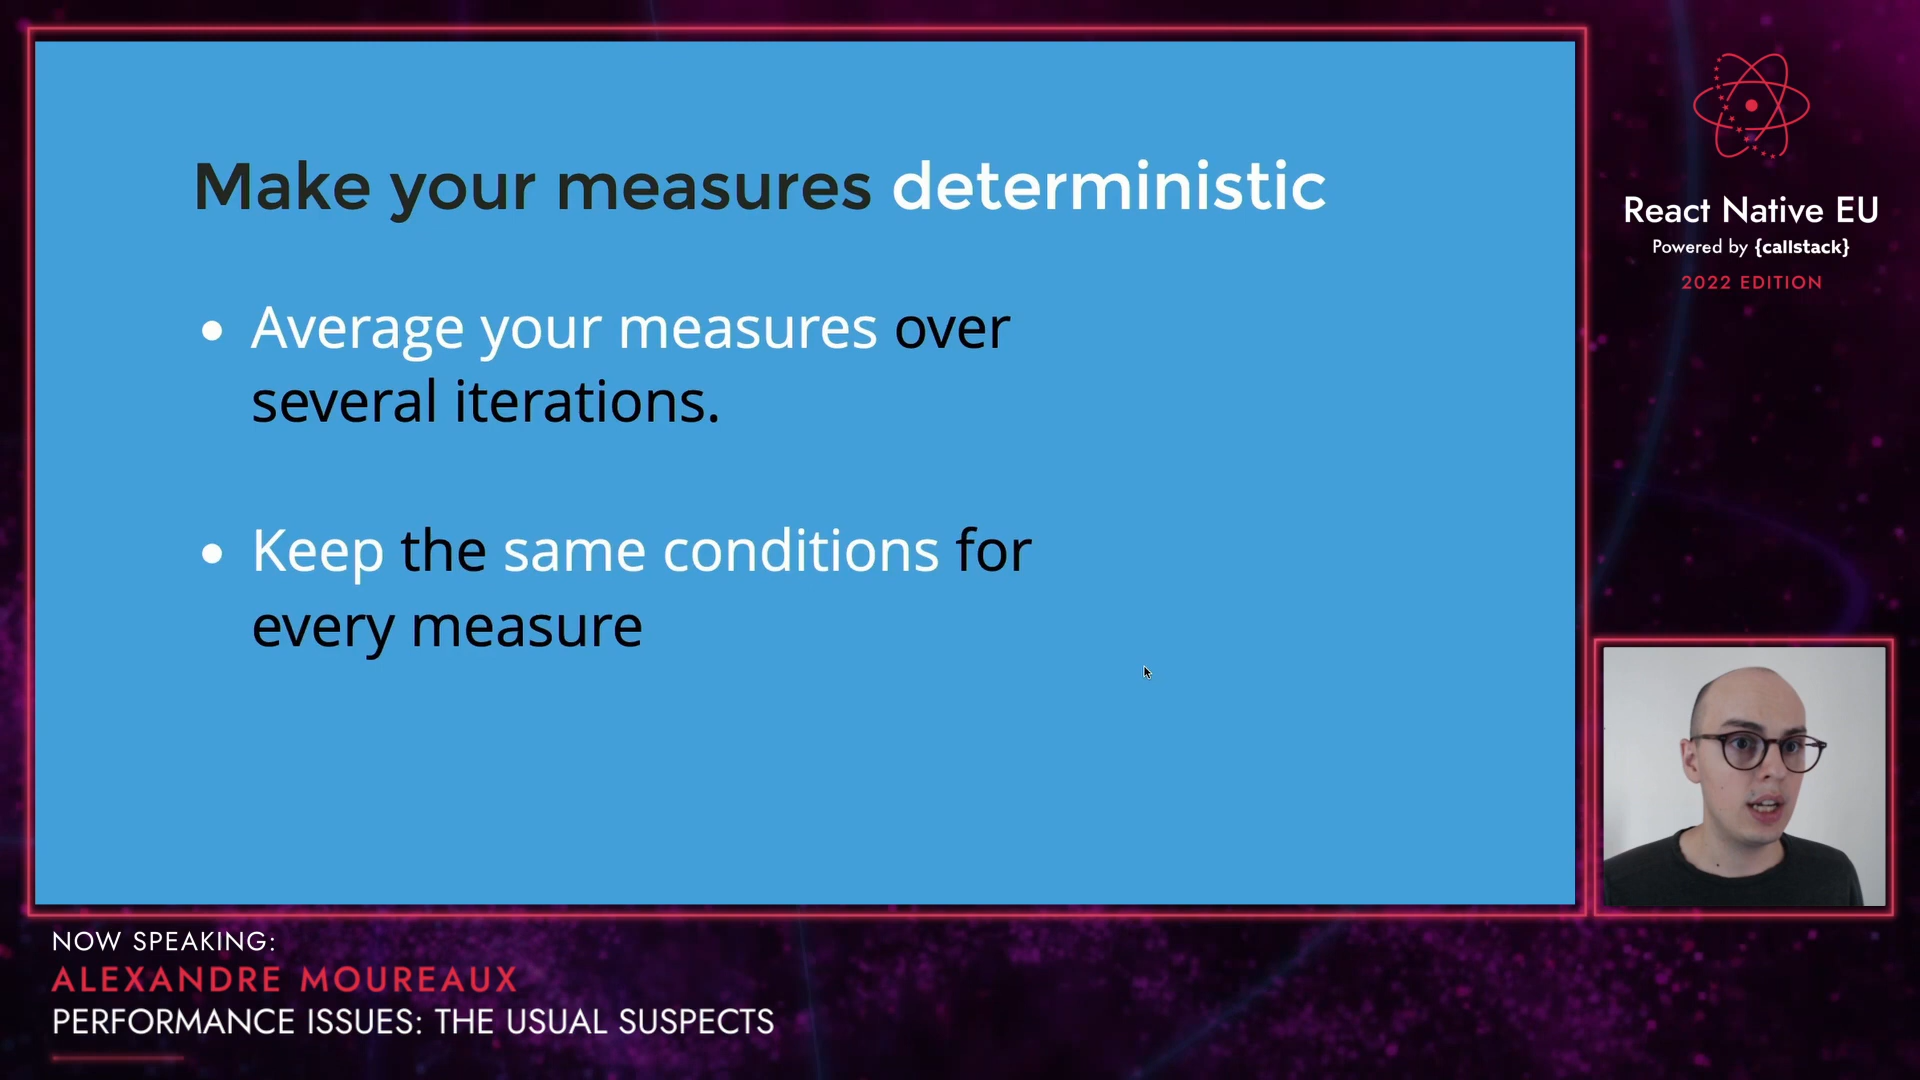 Make your measures deterministic
Average your measures over
several iterations.
Keep the same conditions for
every measure
React Native EU
Powered by {callstack}
2022 EDITION
NOW SPEAKING:
ALEXANDRE MOUREAUX
PERFORMANCE ISSUES: THE USUAL SUSPECTS